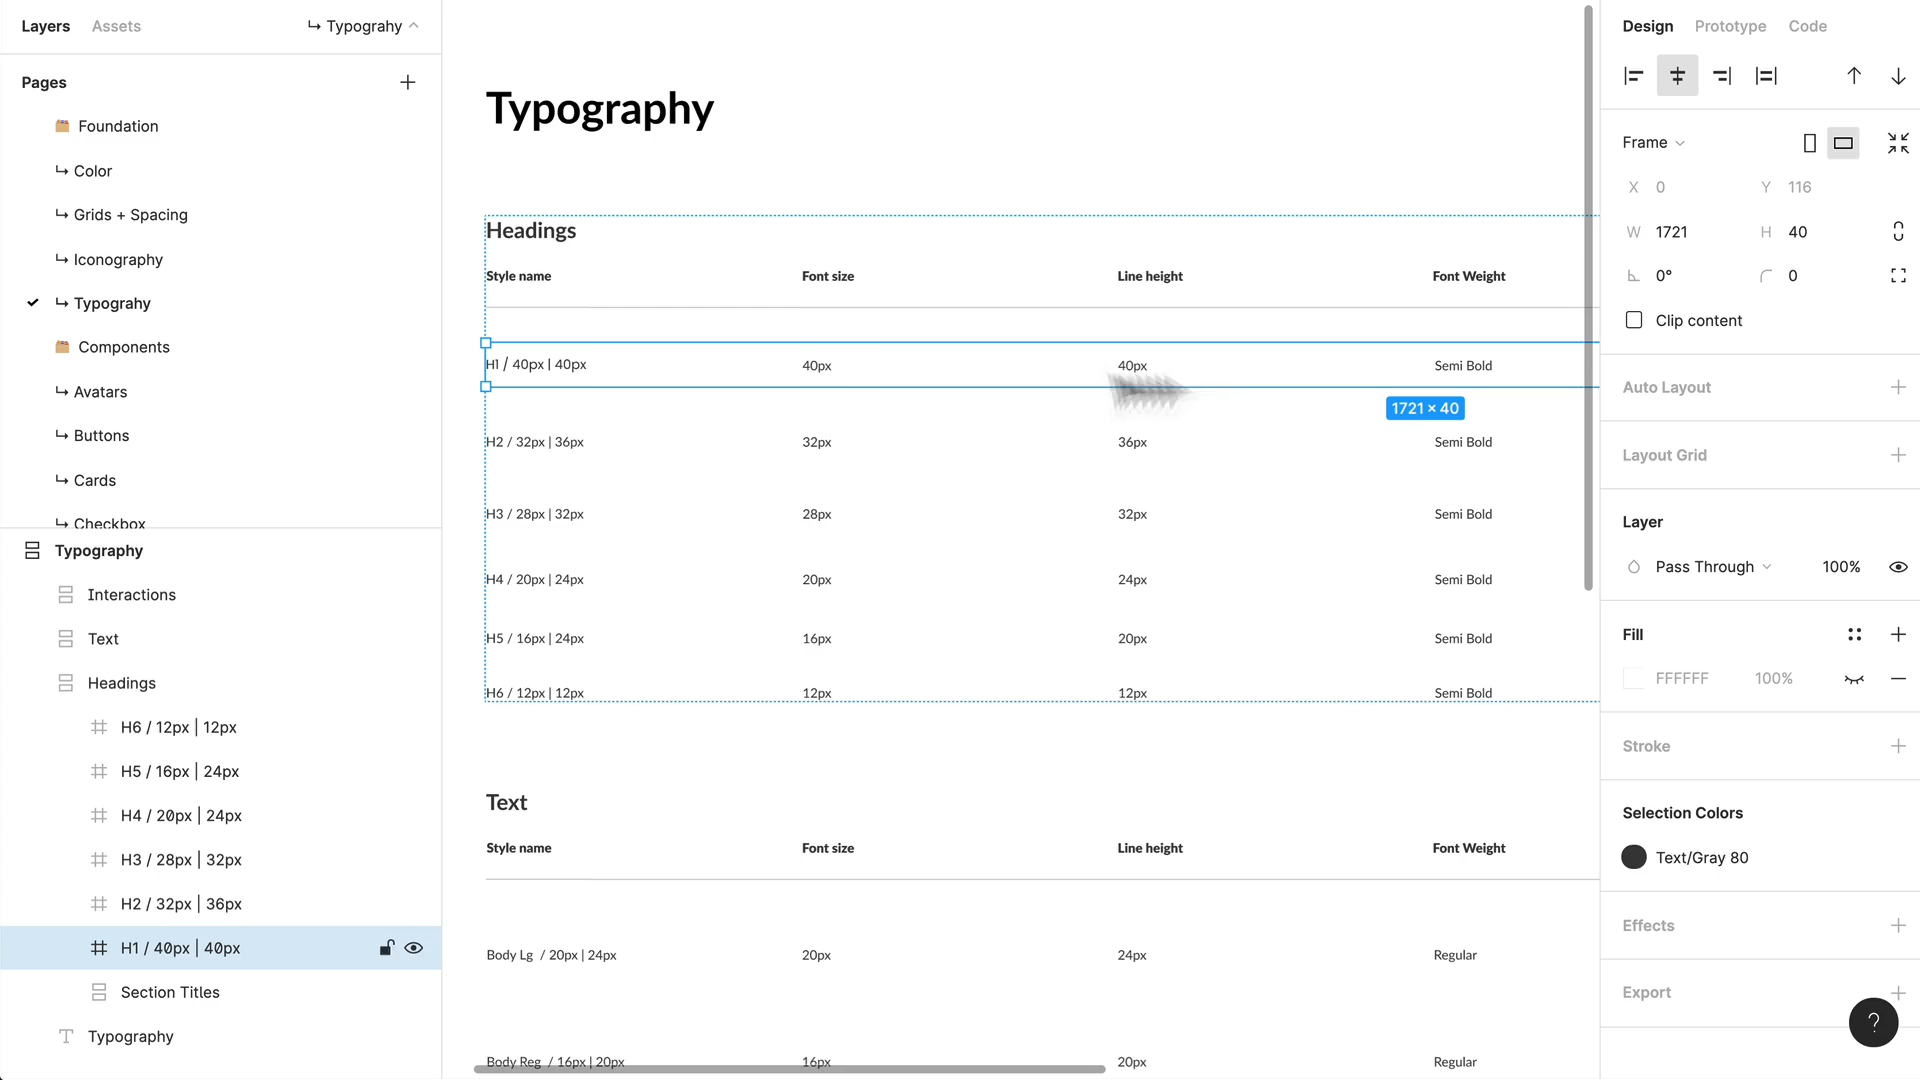 Layers Assets ↳ Typograhy
Pages
Foundation
↳ Color
↳ Grids + Spacing
↳ Iconography
↳ Typograhy
Components
↳ Avatars
↳ Buttons
↳ Cards
↳ Checkbox
Typography
Interactions
Text
Headings
H6 / 12px | 12px
H5 / 16px | 24px
H4 / 20px | 24px
H3 / 28px | 32px
H2 / 32px | 36px
H1 / 40px | 40px
Section Titles
Typography
Typography
Headings
Style name Font size Line height Font Weight
H1 / 40px | 40px 40px 40px Semi Bold
1721 × 40
H2 / 32px | 36px 32px 36px Semi Bold
H3 / 28px | 32px 28px 32px Semi Bold
H4 / 20px | 24px 20px 24px Semi Bold
H5 / 16px | 24px 16px 20px Semi Bold
H6 / 12px | 12px 12px 12px Semi Bold
Text
Style name Font size Line height Font Weight
Body Lg / 20px | 24px 20px 24px Regular
Body Reg / 16px | 20px 16px 20px Regular
Design Prototype Code
Frame
X 0 Y 116
W 1721 H 40
0° 0
Clip content
Auto Layout
Layout Grid
Layer
Pass Through 100%
Fill
FFFFFF 100%
Stroke
Selection Colors
Text/Gray 80
Effects
Export
?